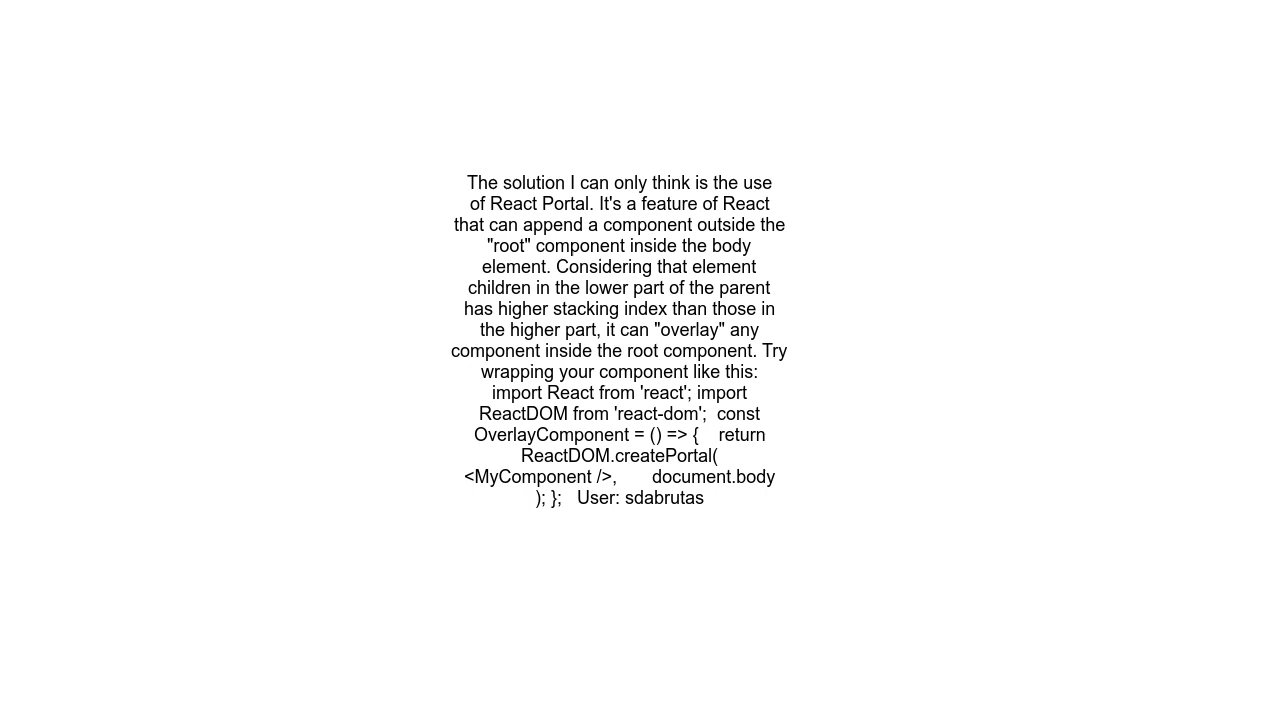 The solution I can only think is the use
of React Portal. It's a feature of React
that can append a component outside the
"root" component inside the body
element. Considering that element
children in the lower part of the parent
has higher stacking index than those in
the higher part, it can "overlay" any
component inside the root component. Try
wrapping your component like this:
import React from 'react'; import
ReactDOM from 'react-dom';  const
OverlayComponent = () => {    return
ReactDOM.createPortal(
<MyComponent />,       document.body
); };   User: sdabrutas